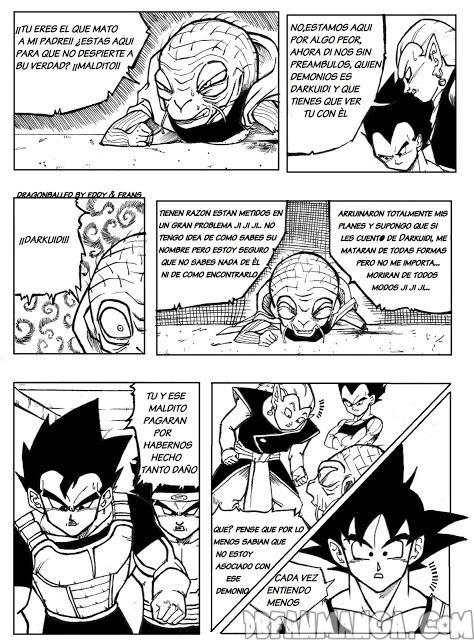 ¡¡TU ERES EL QUE MATO
A MI PADRE!! ¿ESTAS AQUI
PARA QUE NO DESPIERTE A
SU VERDAD? ¡¡MALDITO!!
NO,ESTAMOS AQUI
POR ALGO PEOR,
AHORA DI NOS SIN
PREAMBULOS, QUIEN
DEMONIOS ES
DARKUIDI Y QUE
TIENES QUE VER
TU CON ÈL
DRAGONBALLED BY EDDY & FRANS
¡¡DARKUIDI!!
TIENEN RAZON ESTAN METIDOS EN
UN GRAN PROBLEMA JI JI JI.. NO
TENGO IDEA DE COMO SABES SU
NOMBRE PERO ESTOY SEGURO Y
QUE NO SABES NADA DE ÈL
NI DE COMO ENCONTRARLO
ARRUINARON TOTALMENTE MIS
PLANES Y SUPONGO QUE SI
LES CUENTO DE DARKUIDI, ME
MATARAN DE TODAS FORMAS
PERO NO ME IMPORTA...
MORIRAN DE TODOS
MODOS JI JI JI...
TU Y ESE
MALDITO
PAGARAN
POR
HABERNOS
HECHO
TANTO DAÑO
QUE? PENSE QUE POR LO
MENOS SABIAN QUE
NO ESTOY
ASOCIADO CON
ESE
DEMONIO
CADA VEZ
ENTIENDO
MENOS
DBZMINANGA.COM